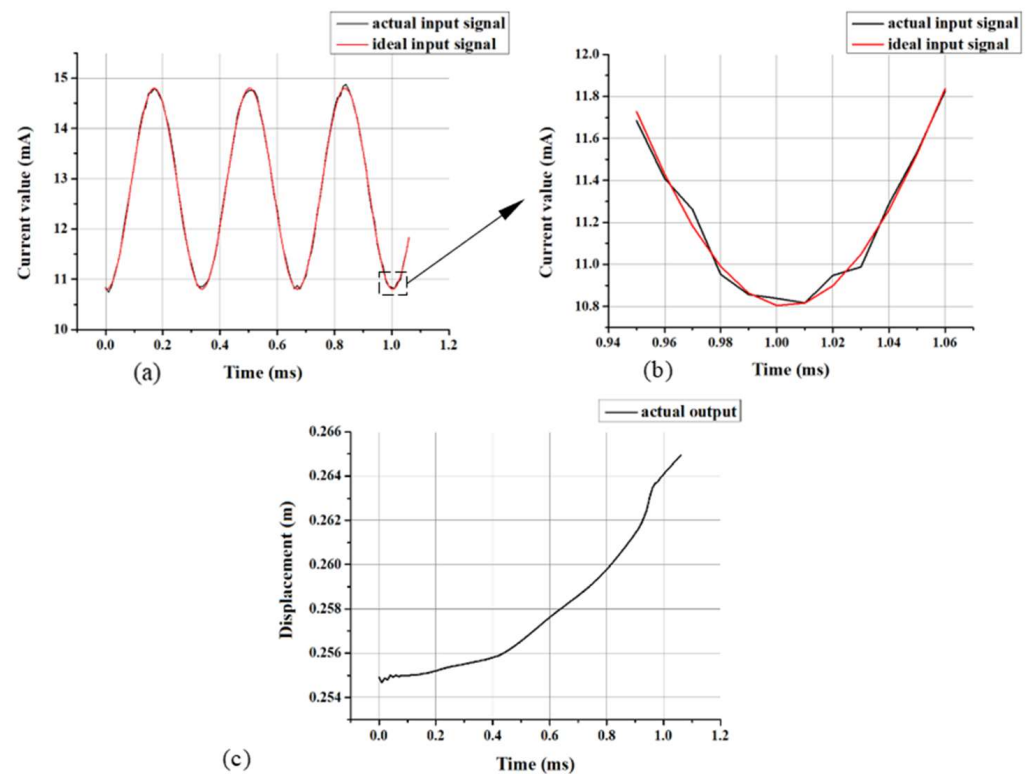 actual input signal
ideal input signal
15
14
13
12
11
10
Current value (mA)
0.0 0.2 0.4 0.6 0.8 1.0 1.2
Time (ms)
(a)
actual input signal
ideal input signal
12.0
11.8
11.6
11.4
11.2
11.0
10.8
Current value (mA)
0.94 0.96 0.98 1.00 1.02 1.04 1.06
Time (ms)
(b)
actual output
0.266
0.264
0.262
0.260
0.258
0.256
0.254
Displacement (m)
0.0 0.2 0.4 0.6 0.8 1.0 1.2
Time (ms)
(c)